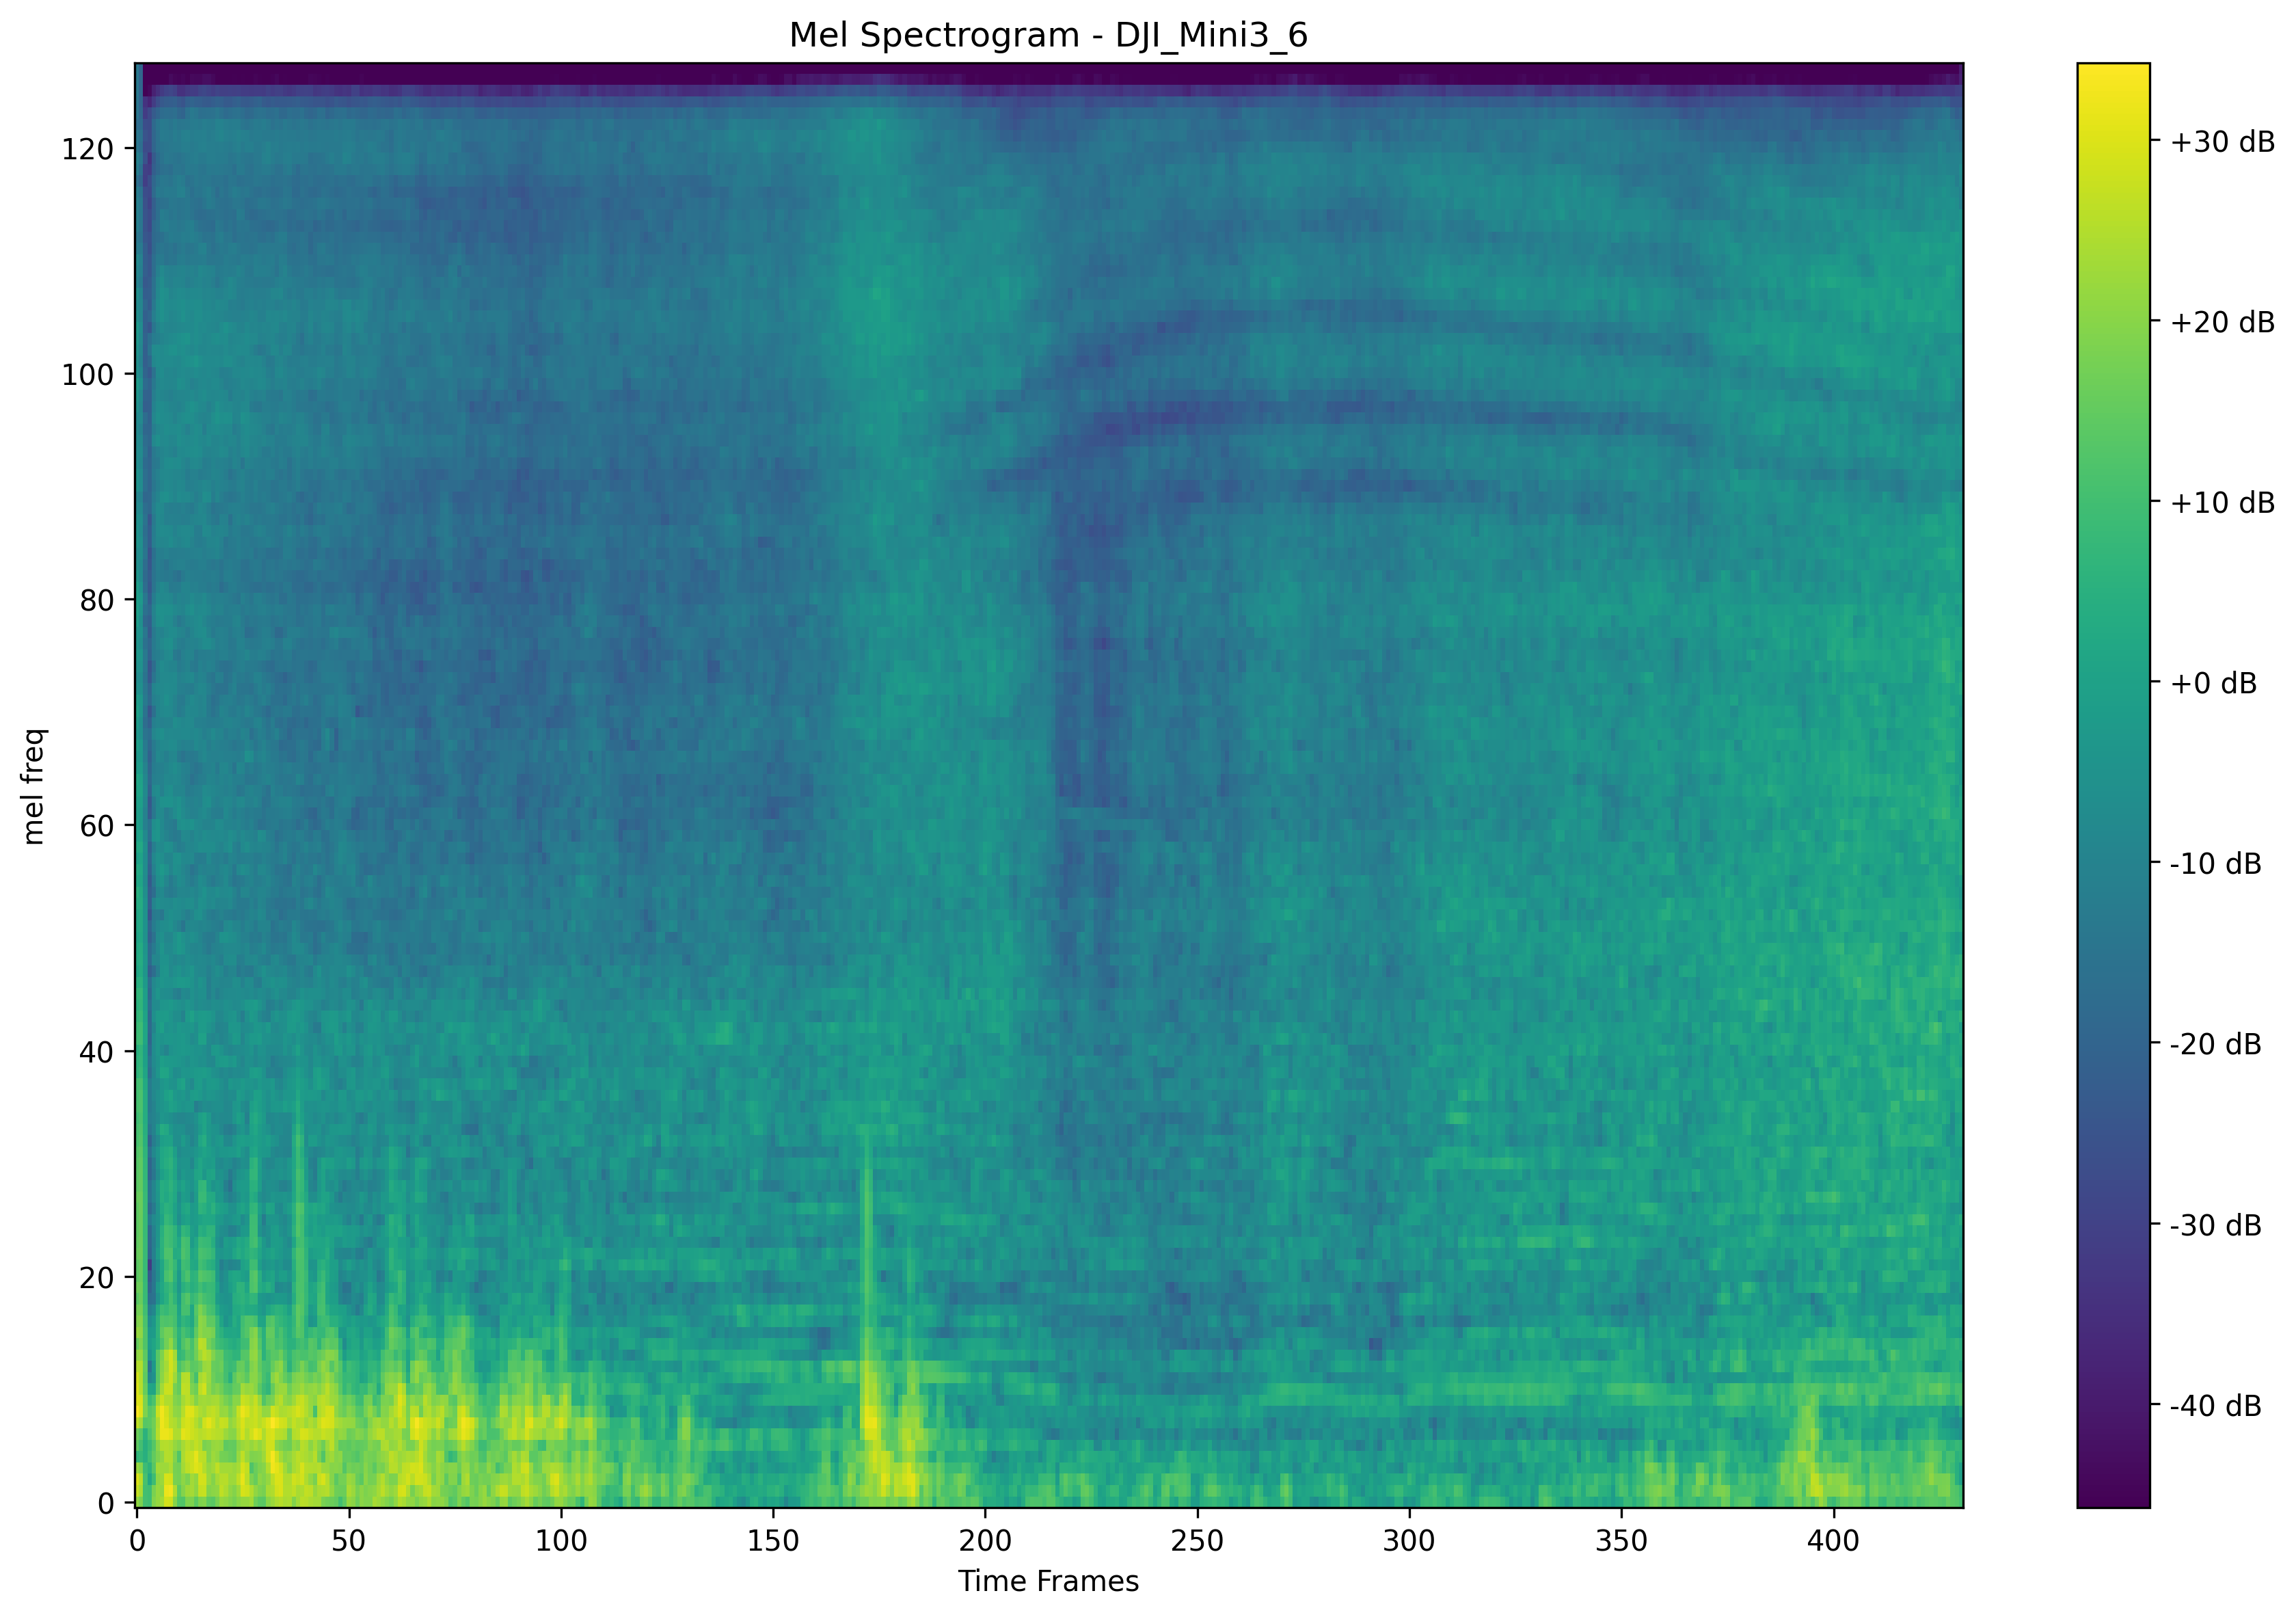 Mel Spectrogram - DJI_Mini3_6
mel freq
120
100
80
60
40
20
0
0 50 100 150 200 250 300 350 400
Time Frames
+30 dB
+20 dB
+10 dB
+0 dB
-10 dB
-20 dB
-30 dB
-40 dB